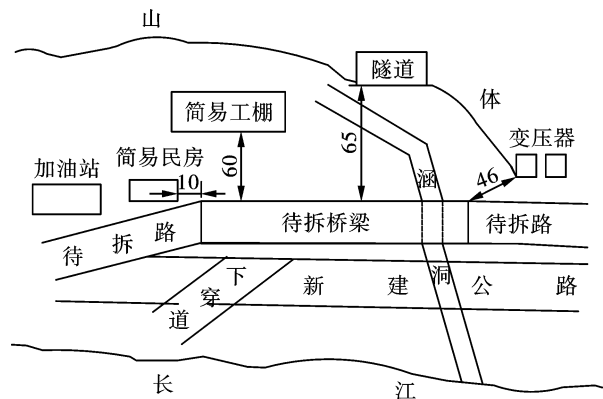 山
隧道
体
简易工棚
变压器
65
加油站
简易民房
60
涵
46
10
待拆路
待拆桥梁
待拆路
下穿道
新建公路
洞
长江